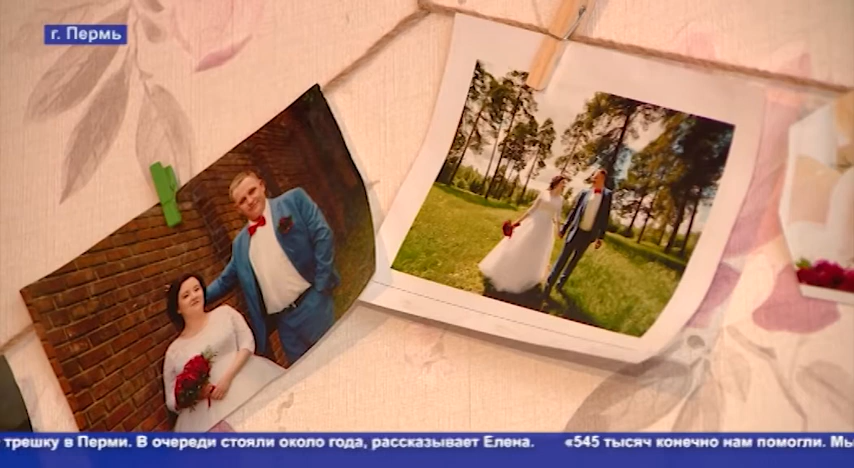 г. Пермь
трешку в Перми. В очереди стояли около года, рассказывает Елена. «545 тысяч конечно нам помогли. Мы